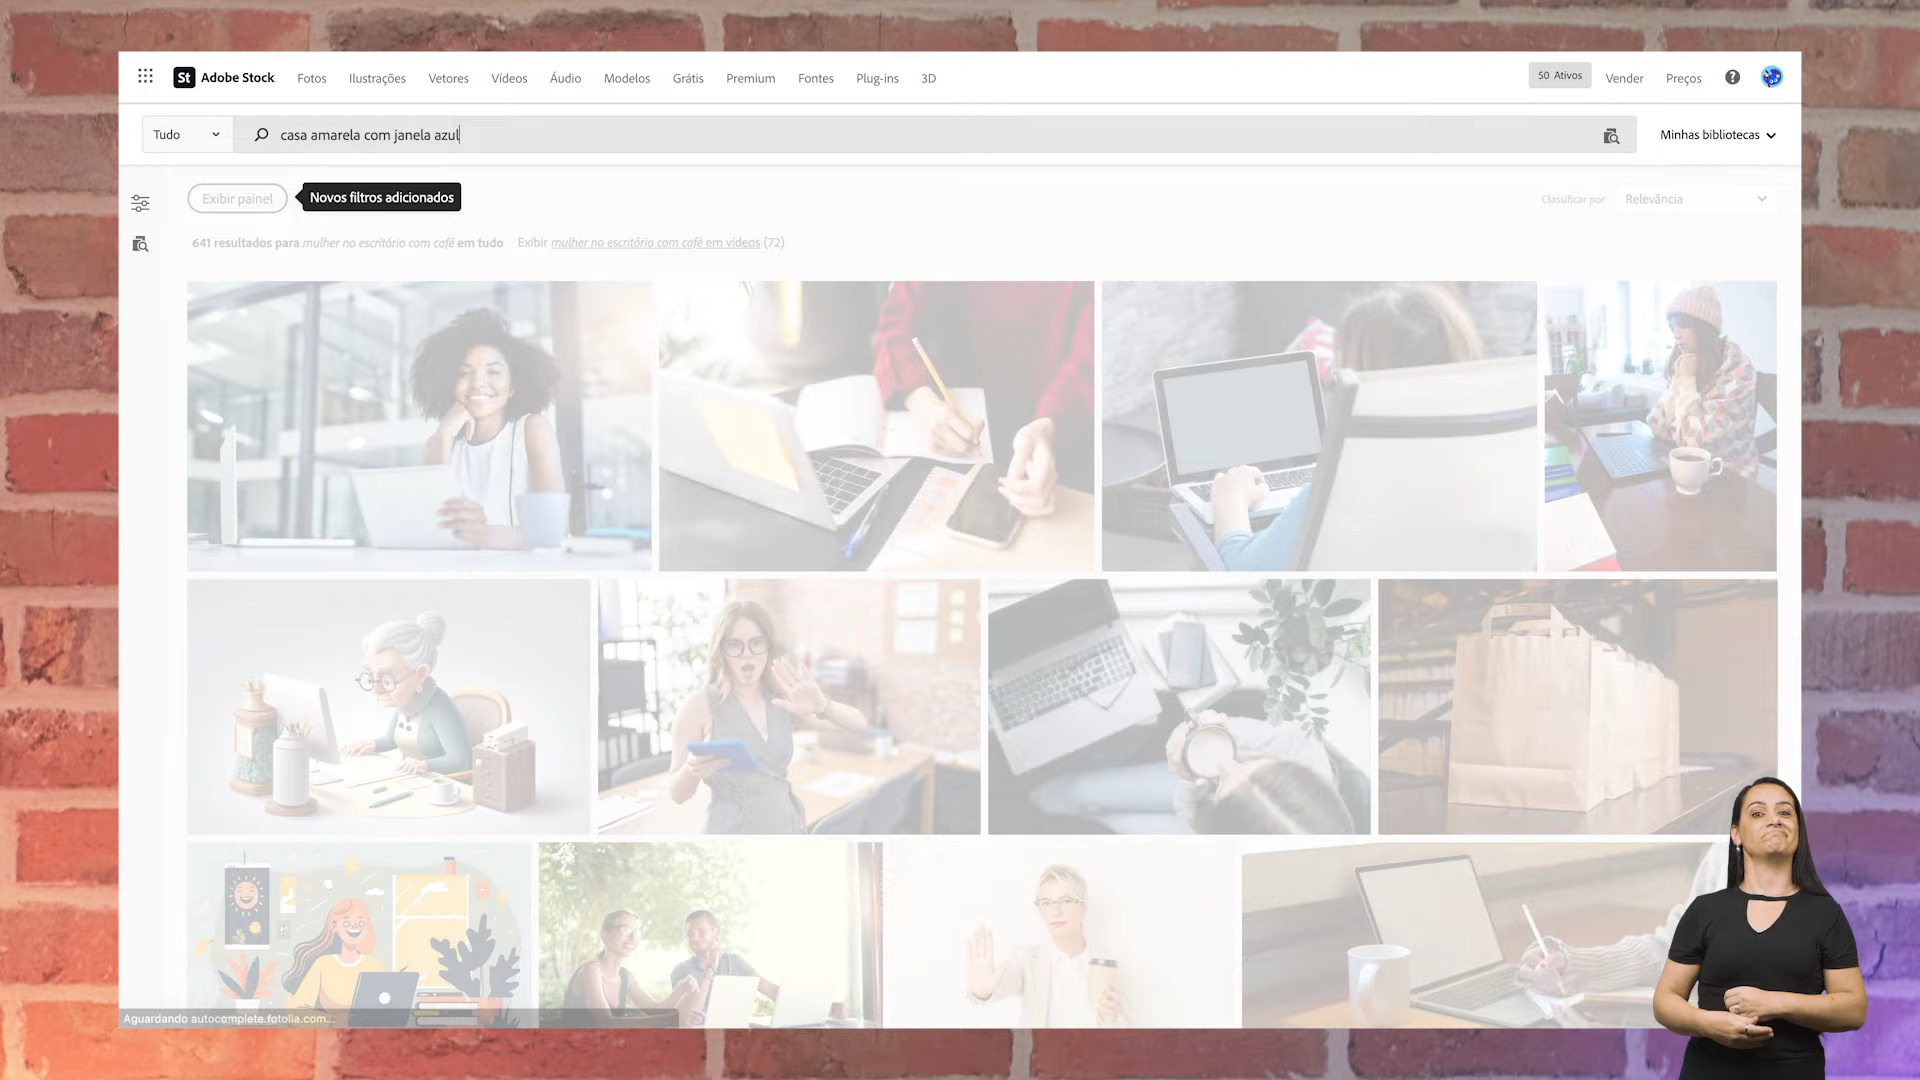 St Adobe Stock Fotos Ilustrações Vetores Vídeos Áudio Modelos Grátis Premium Fontes Plug-ins 3D 50 Ativos Vender Preços ?
Tudo casa amarela com janela azul Minhas bibliotecas
Exibir painel Novos filtros adicionados Classificar por Relevância
641 resultados para mulher no escritório com café em tudo Exibir mulher no escritório com café em vídeos (72)
Aguardando autocomplete.fotolia.com...